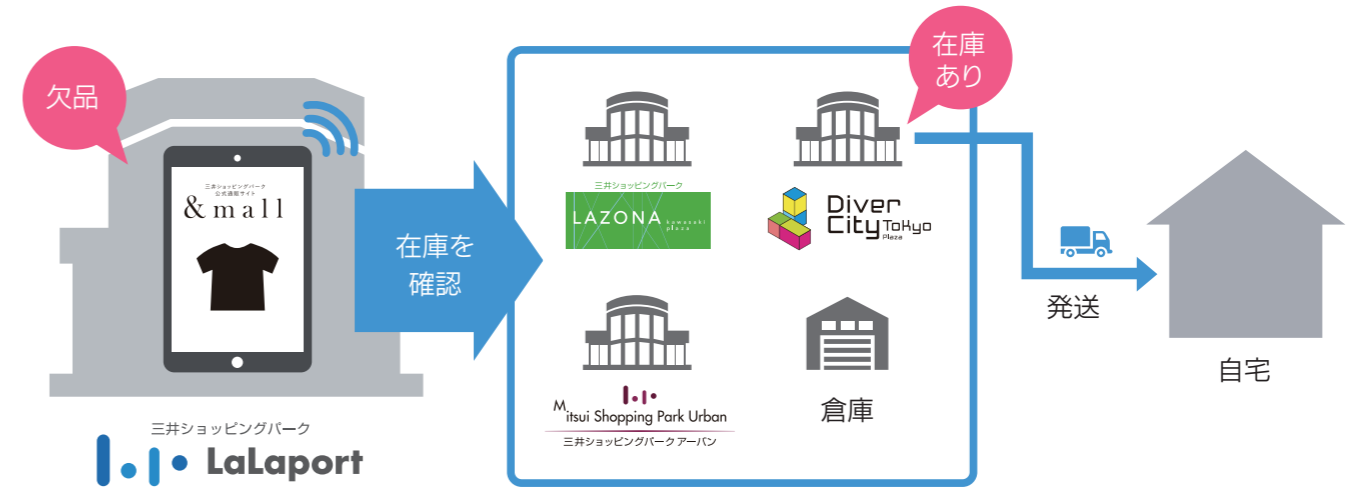 欠品
三井ショッピングパーク
公式通販サイト
&mall
三井ショッピングパーク
LaLaport
在庫を
確認
在庫
あり
三井ショッピングパーク
LAZONA kawasaki
plaza
Diver
City Tokyo
Plaza
Mitsui Shopping Park Urban
三井ショッピングパーク アーバン
倉庫
発送
自宅